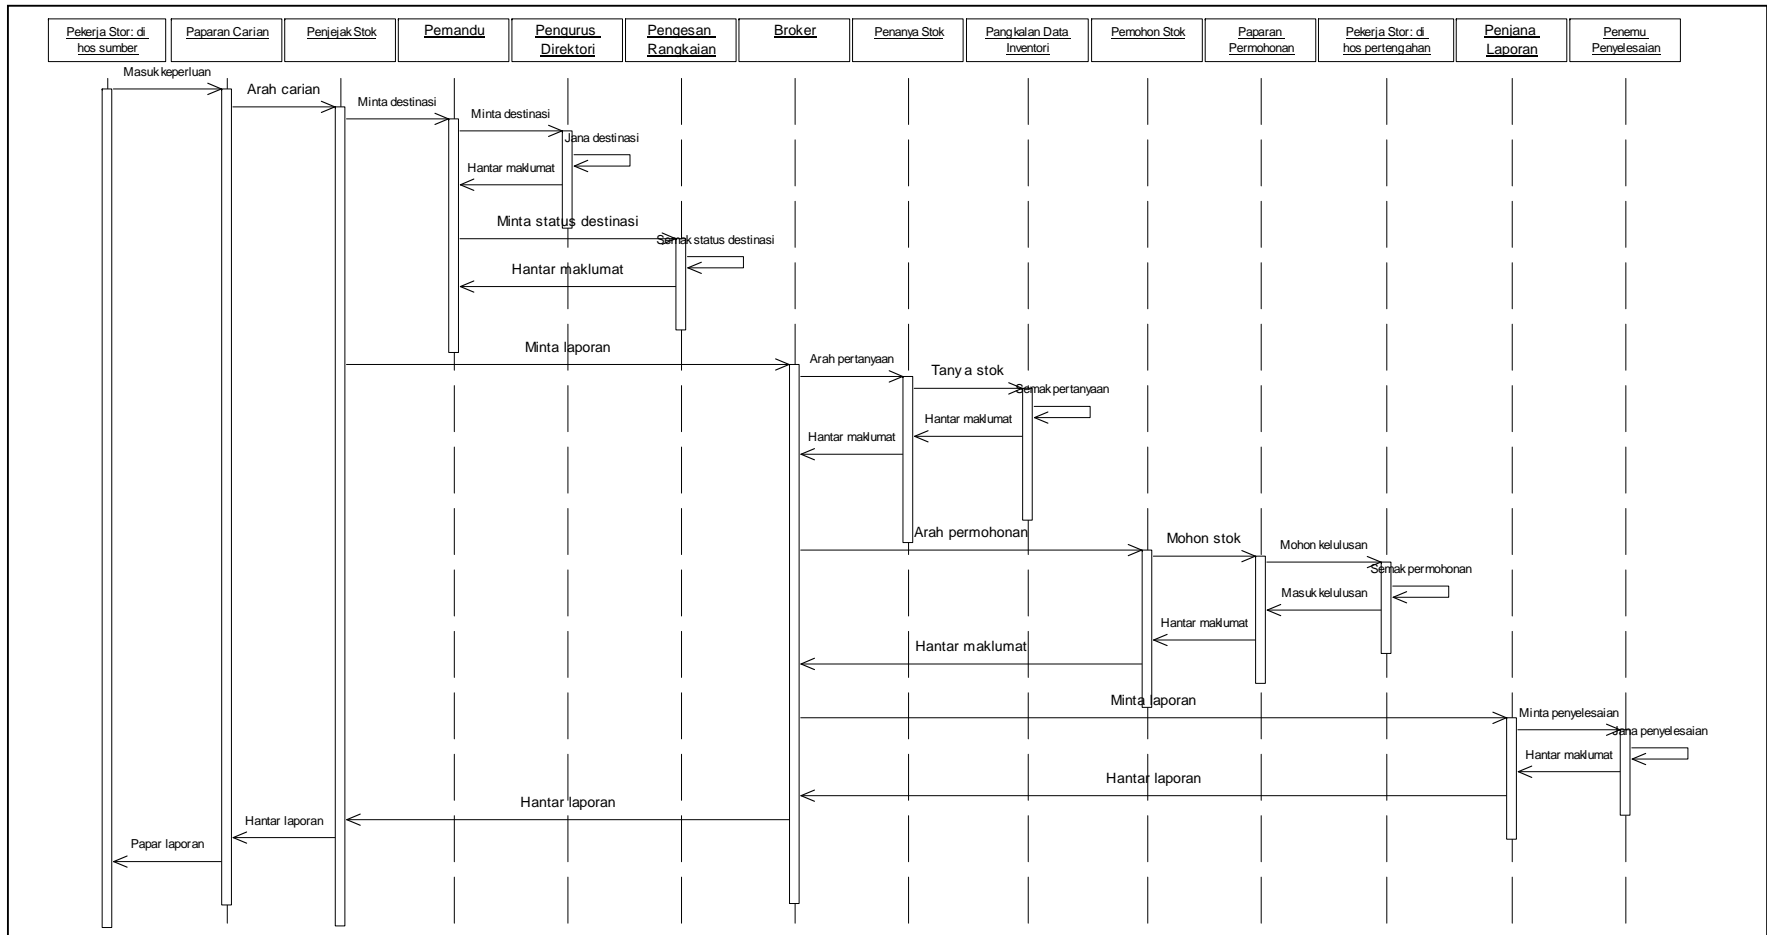 Pekerja Stor: di
hos sumber
Paparan Carian
Penjejak Stok
Pemandu
Pengurus
Direktori
Pengesan
Rangkaian
Broker
Penanya Stok
Pangkalan Data
Inventori
Pemohon Stok
Paparan
Permohonan
Pekerja Stor: di
hos pertengahan
Penjana
Laporan
Penemu
Penyelesaian
Masuk keperluan
Arah carian
Minta destinasi
Minta destinasi
Jana destinasi
Hantar maklumat
Minta status destinasi
Semak status destinasi
Hantar maklumat
Minta laporan
Arah pertanyaan
Tanya stok
Semak pertanyaan
Hantar maklumat
Hantar maklumat
Arah permohonan
Mohon stok
Mohon kelulusan
Semak permohonan
Masuk kelulusan
Hantar maklumat
Hantar maklumat
Minta laporan
Minta penyelesaian
Jana penyelesaian
Hantar maklumat
Hantar laporan
Hantar laporan
Hantar laporan
Papar laporan